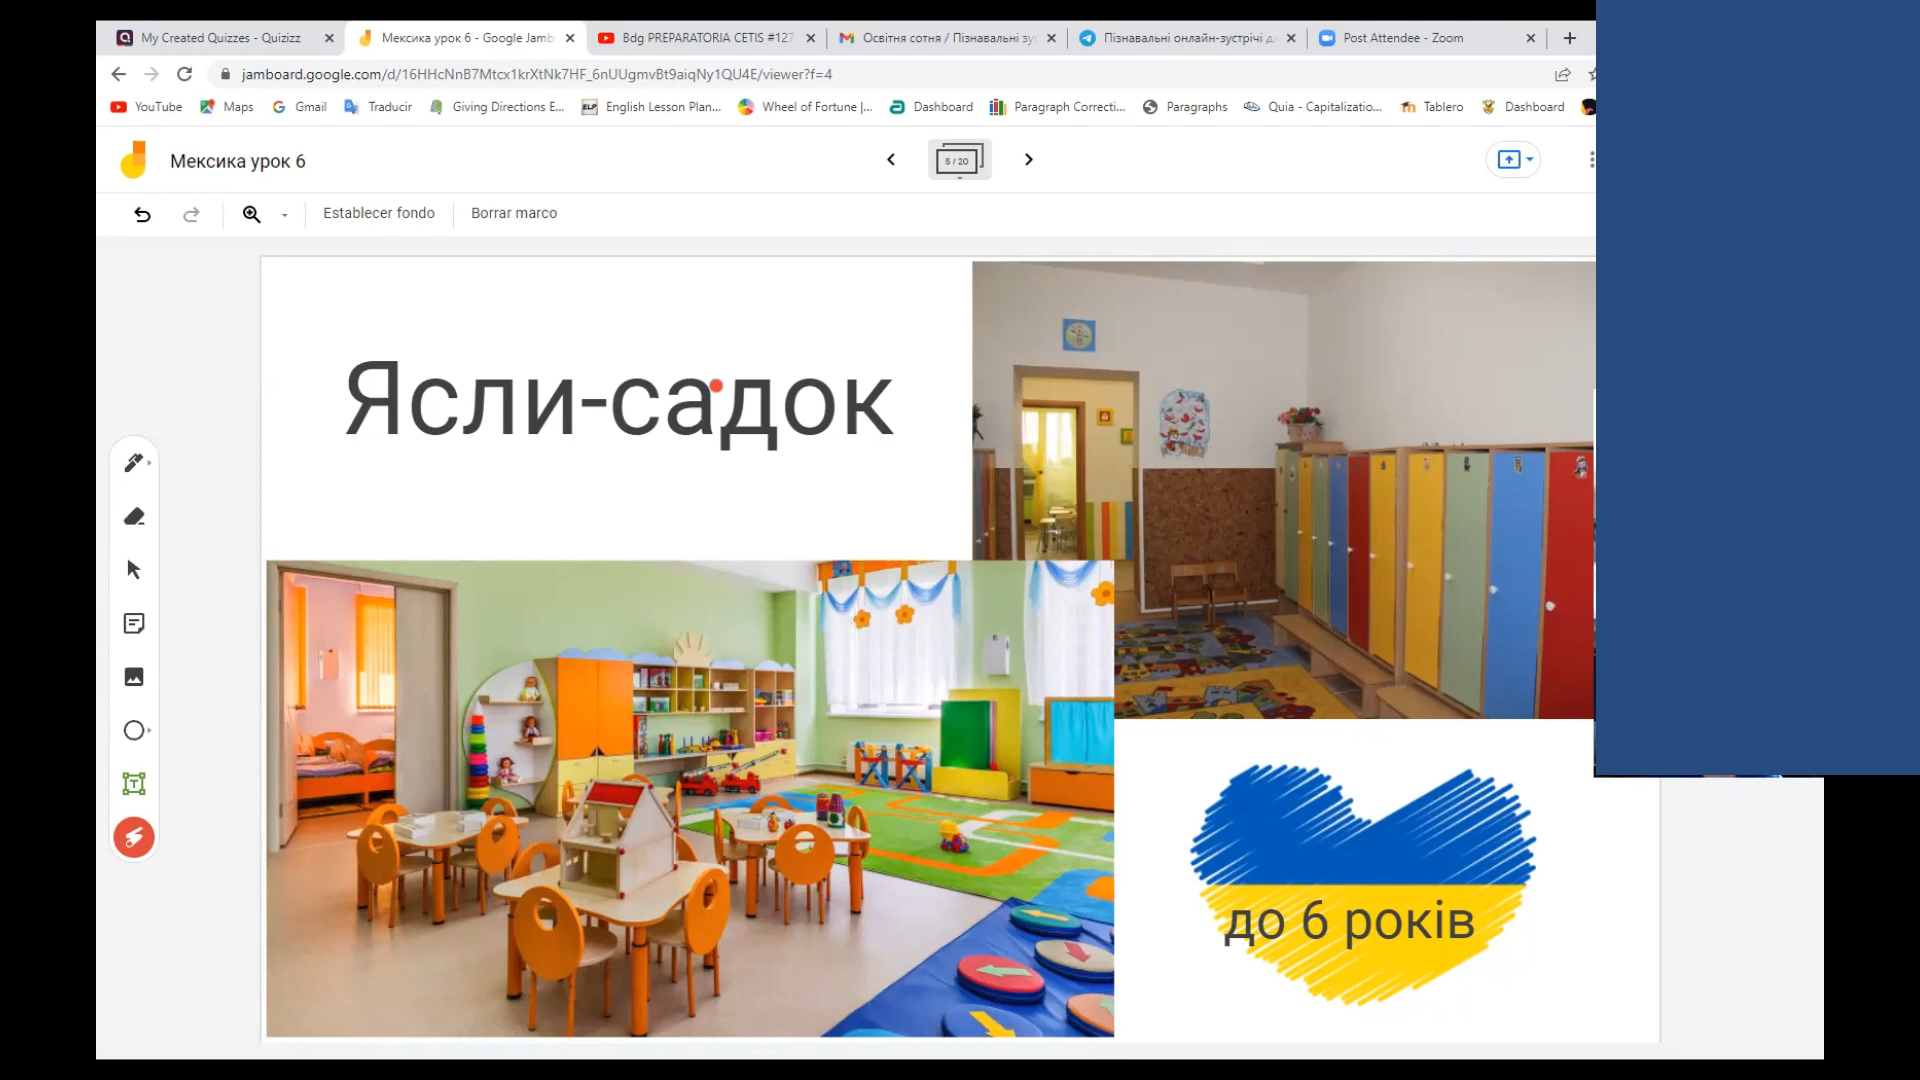 My Created Quizzes - Quizizz
Мексика урок 6 - Google Jamb
Bdg PREPARATORIA CETIS #127
Освітня сотня / Пізнавальні зу
Пізнавальні онлайн-зустрічі д
Post Attendee - Zoom
jamboard.google.com/d/16HHcNnB7Mtcx1krXtNk7HF_6nUUgmvBt9aiqNy1QU4E/viewer?f=4
YouTube
Maps
Gmail
Traducir
Giving Directions E...
English Lesson Plan...
Wheel of Fortune |...
Dashboard
Paragraph Correcti...
Paragraphs
Quia - Capitalizatio...
Tablero
Dashboard
Мексика урок 6
5 / 20
Establecer fondo
Borrar marco
Ясли-садок
до 6 років